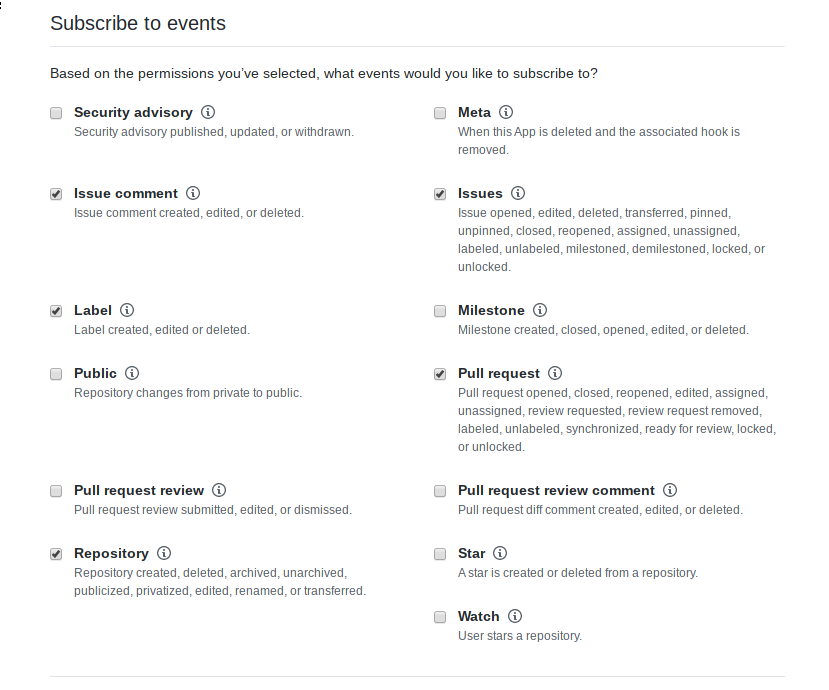 Subscribe to events
Based on the permissions you’ve selected, what events would you like to subscribe to?
Security advisory
Security advisory published, updated, or withdrawn.
Meta
When this App is deleted and the associated hook is
removed.
Issue comment
Issue comment created, edited, or deleted.
Issues
Issue opened, edited, deleted, transferred, pinned,
unpinned, closed, reopened, assigned, unassigned,
labeled, unlabeled, milestoned, demilestoned, locked, or
unlocked.
Label
Label created, edited or deleted.
Milestone
Milestone created, closed, opened, edited, or deleted.
Public
Repository changes from private to public.
Pull request
Pull request opened, closed, reopened, edited, assigned,
unassigned, review requested, review request removed,
labeled, unlabeled, synchronized, ready for review, locked,
or unlocked.
Pull request review
Pull request review submitted, edited, or dismissed.
Pull request review comment
Pull request diff comment created, edited, or deleted.
Repository
Repository created, deleted, archived, unarchived,
publicized, privatized, edited, renamed, or transferred.
Star
A star is created or deleted from a repository.
Watch
User stars a repository.